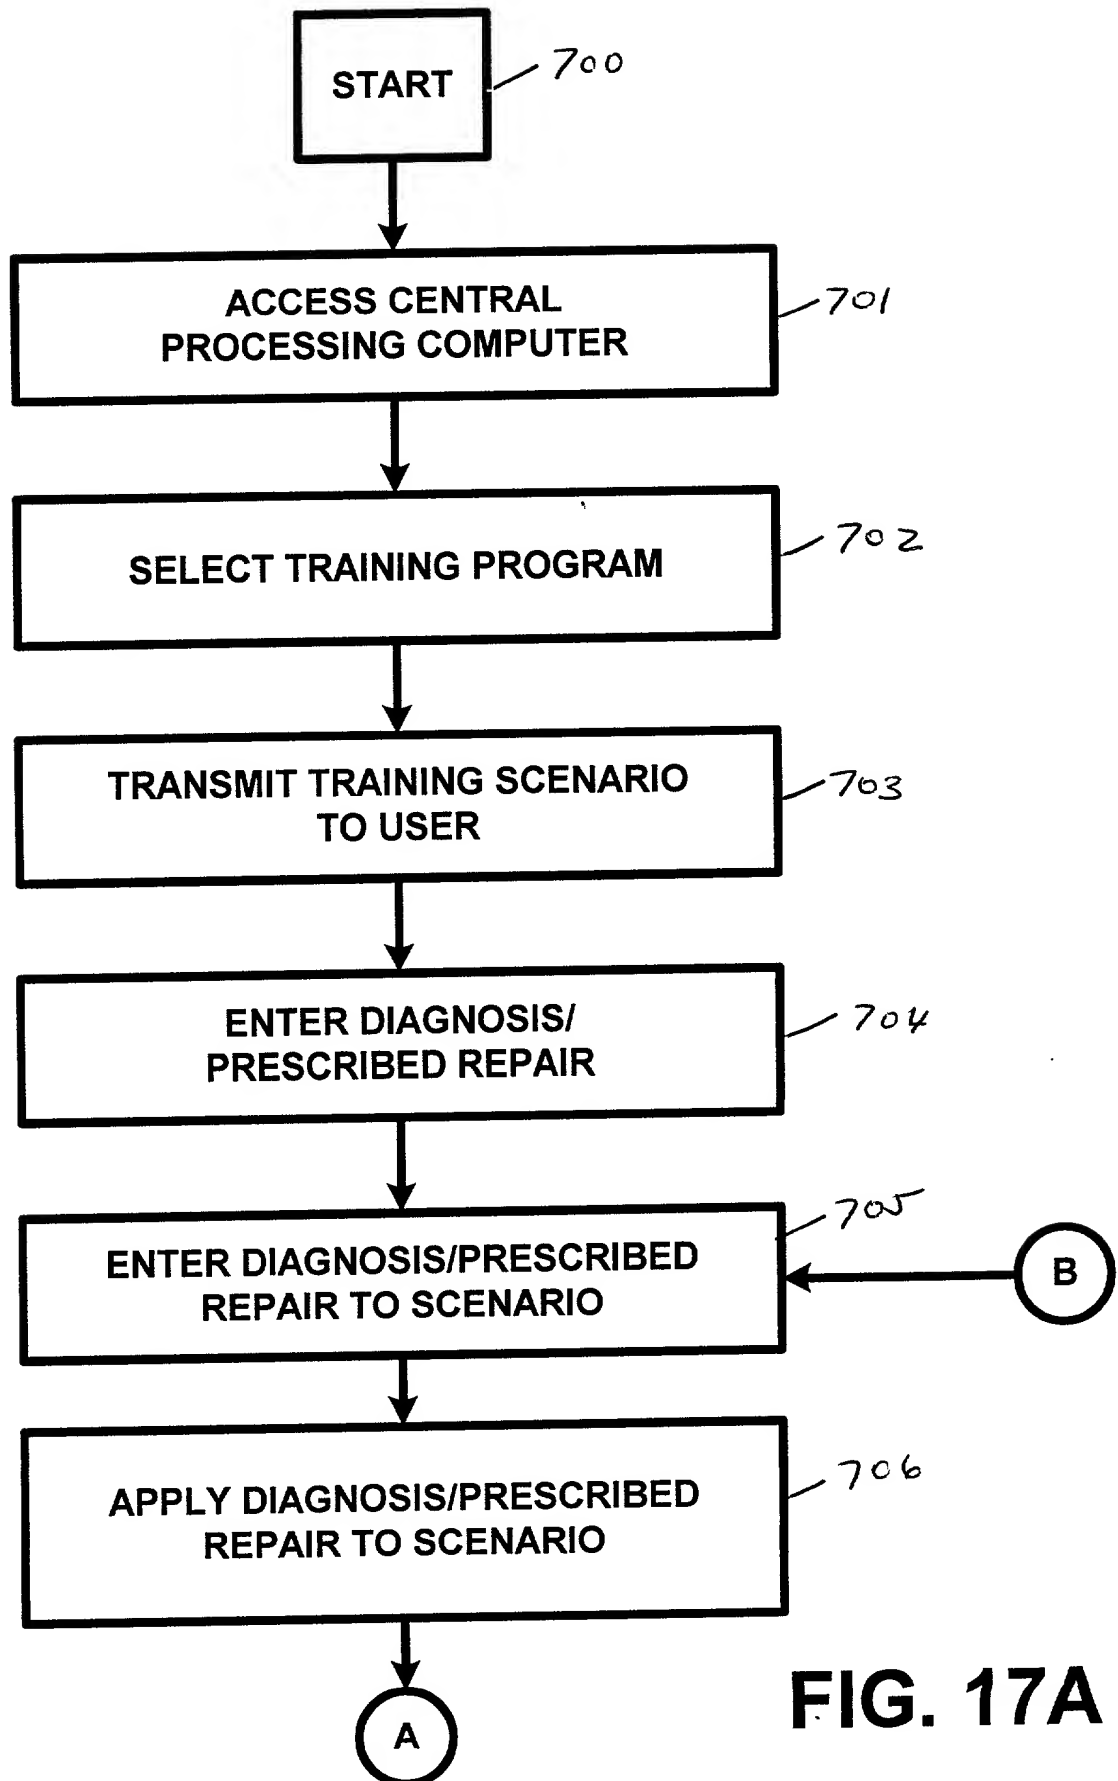 START
700
ACCESS CENTRAL
PROCESSING COMPUTER
701
SELECT TRAINING PROGRAM
702
TRANSMIT TRAINING SCENARIO
TO USER
703
ENTER DIAGNOSIS/
PRESCRIBED REPAIR
704
ENTER DIAGNOSIS/PRESCRIBED
REPAIR TO SCENARIO
705
B
APPLY DIAGNOSIS/PRESCRIBED
REPAIR TO SCENARIO
706
A
FIG. 17A